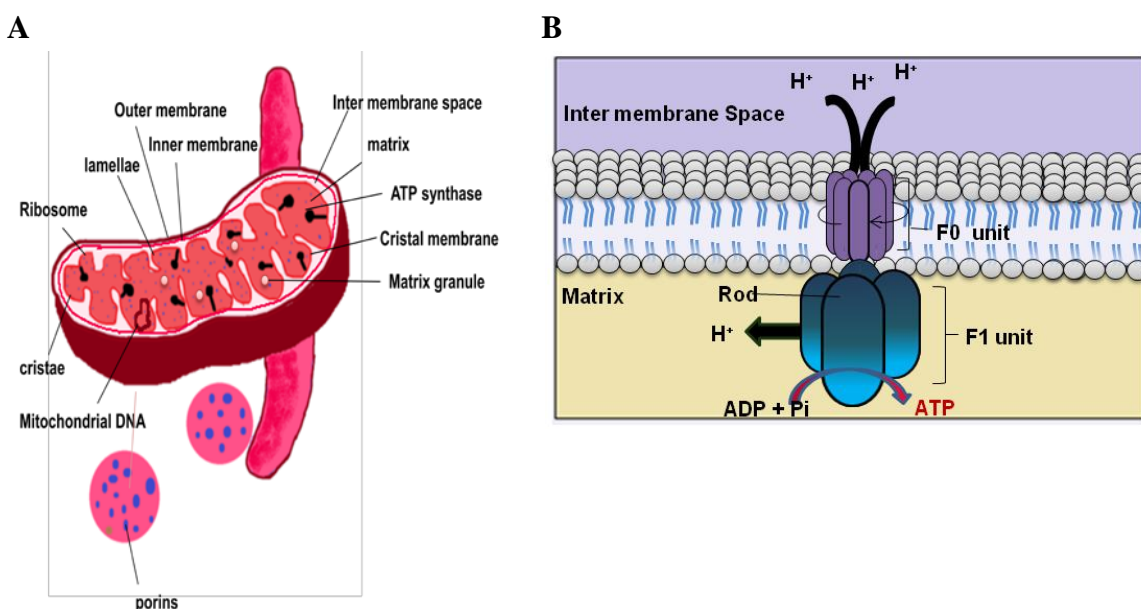 A
Outer membrane
Inner membrane
lamellae
Ribosome
cristae
Mitochondrial DNA
porins
Inter membrane space
matrix
ATP synthase
Cristal membrane
Matrix granule
B
H⁺ H⁺ H⁺
Inter membrane Space
F0 unit
Matrix
Rod
H⁺
F1 unit
ADP + Pi ATP